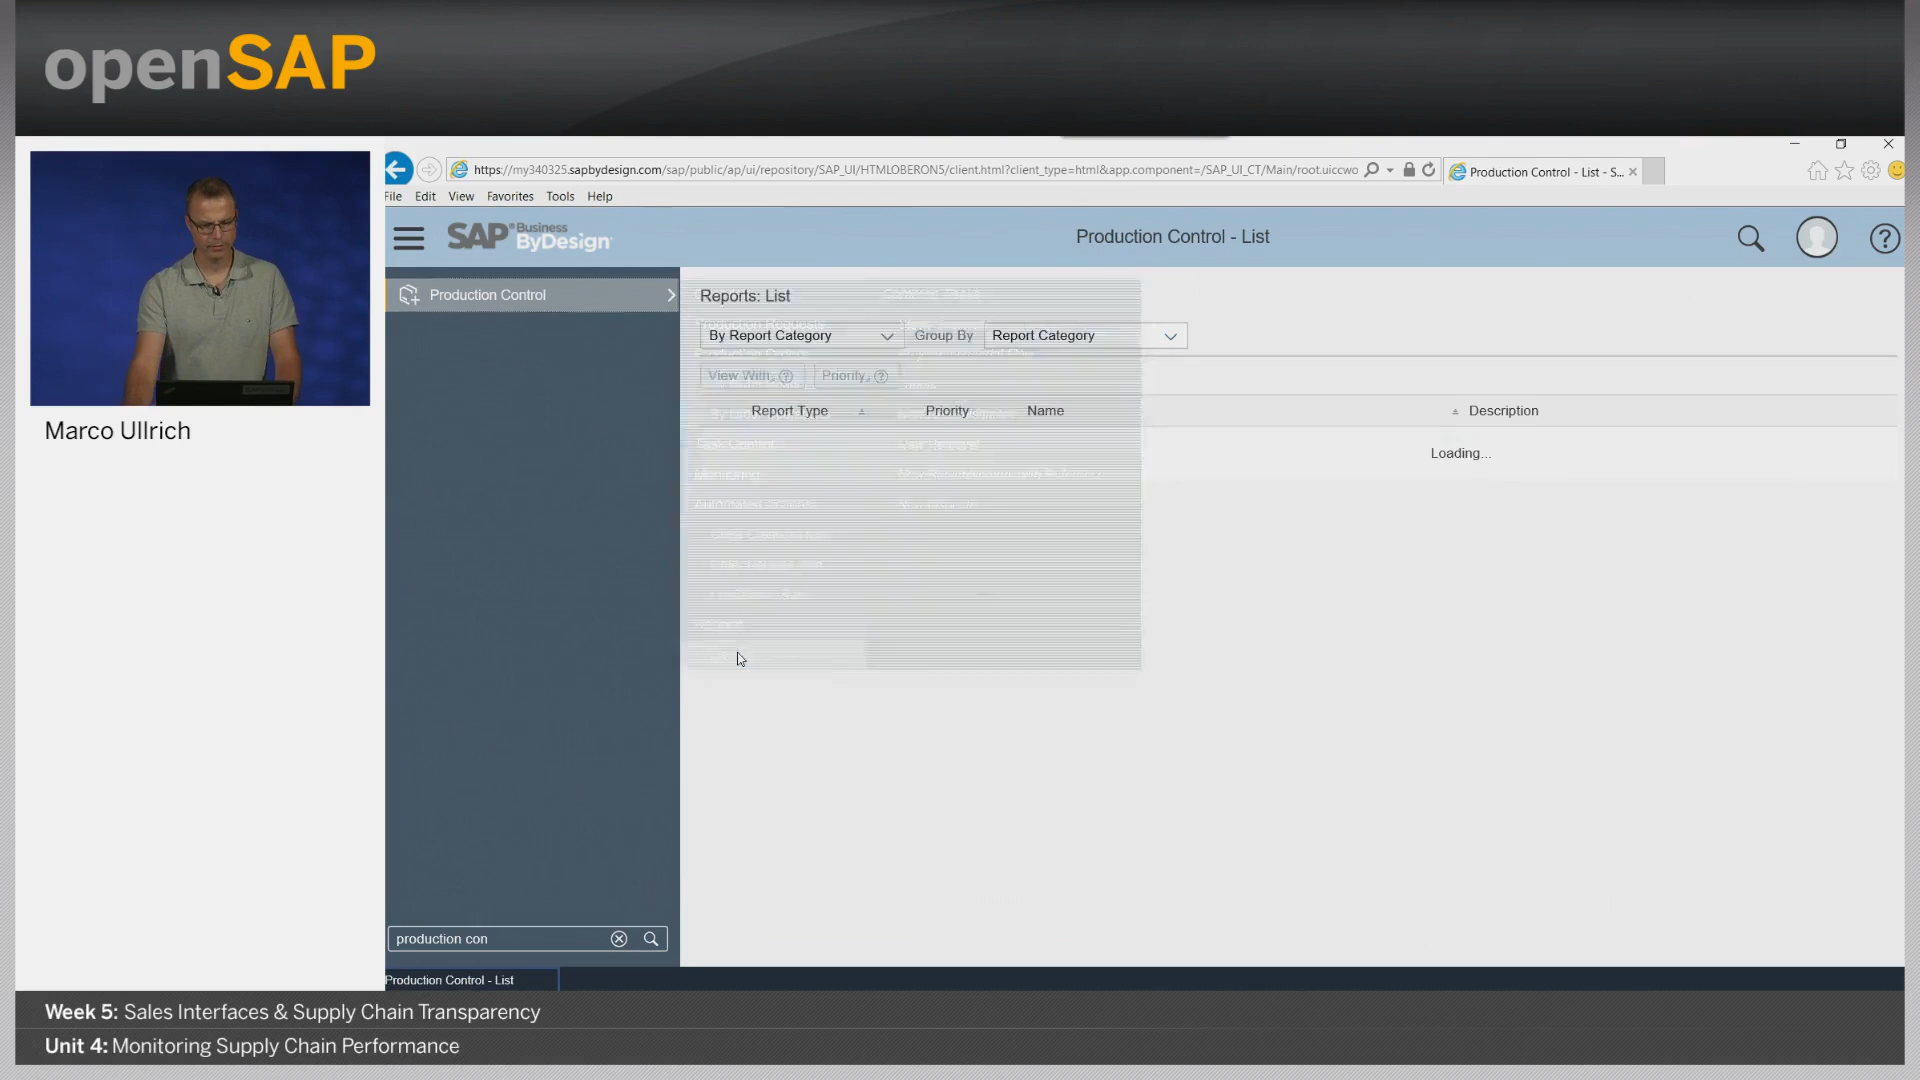 openSAP
https://my340325.sapbydesign.com/sap/public/ap/ui/repository/SAP_UI/HTMLOBERON5/client.html?client_type=html&app.component=/SAP_UI_CT/Main/root.uiccwo
Production Control - List - S...
File Edit View Favorites Tools Help
SAP Business ByDesign
Production Control - List
Production Control
Reports: List
By Report Category
Group By
Report Category
View With
Priority
Report Type
Priority
Name
Description
Task Control
Monitoring
Loading...
Marco Ullrich
production con
Production Control - List
Week 5: Sales Interfaces & Supply Chain Transparency
Unit 4: Monitoring Supply Chain Performance